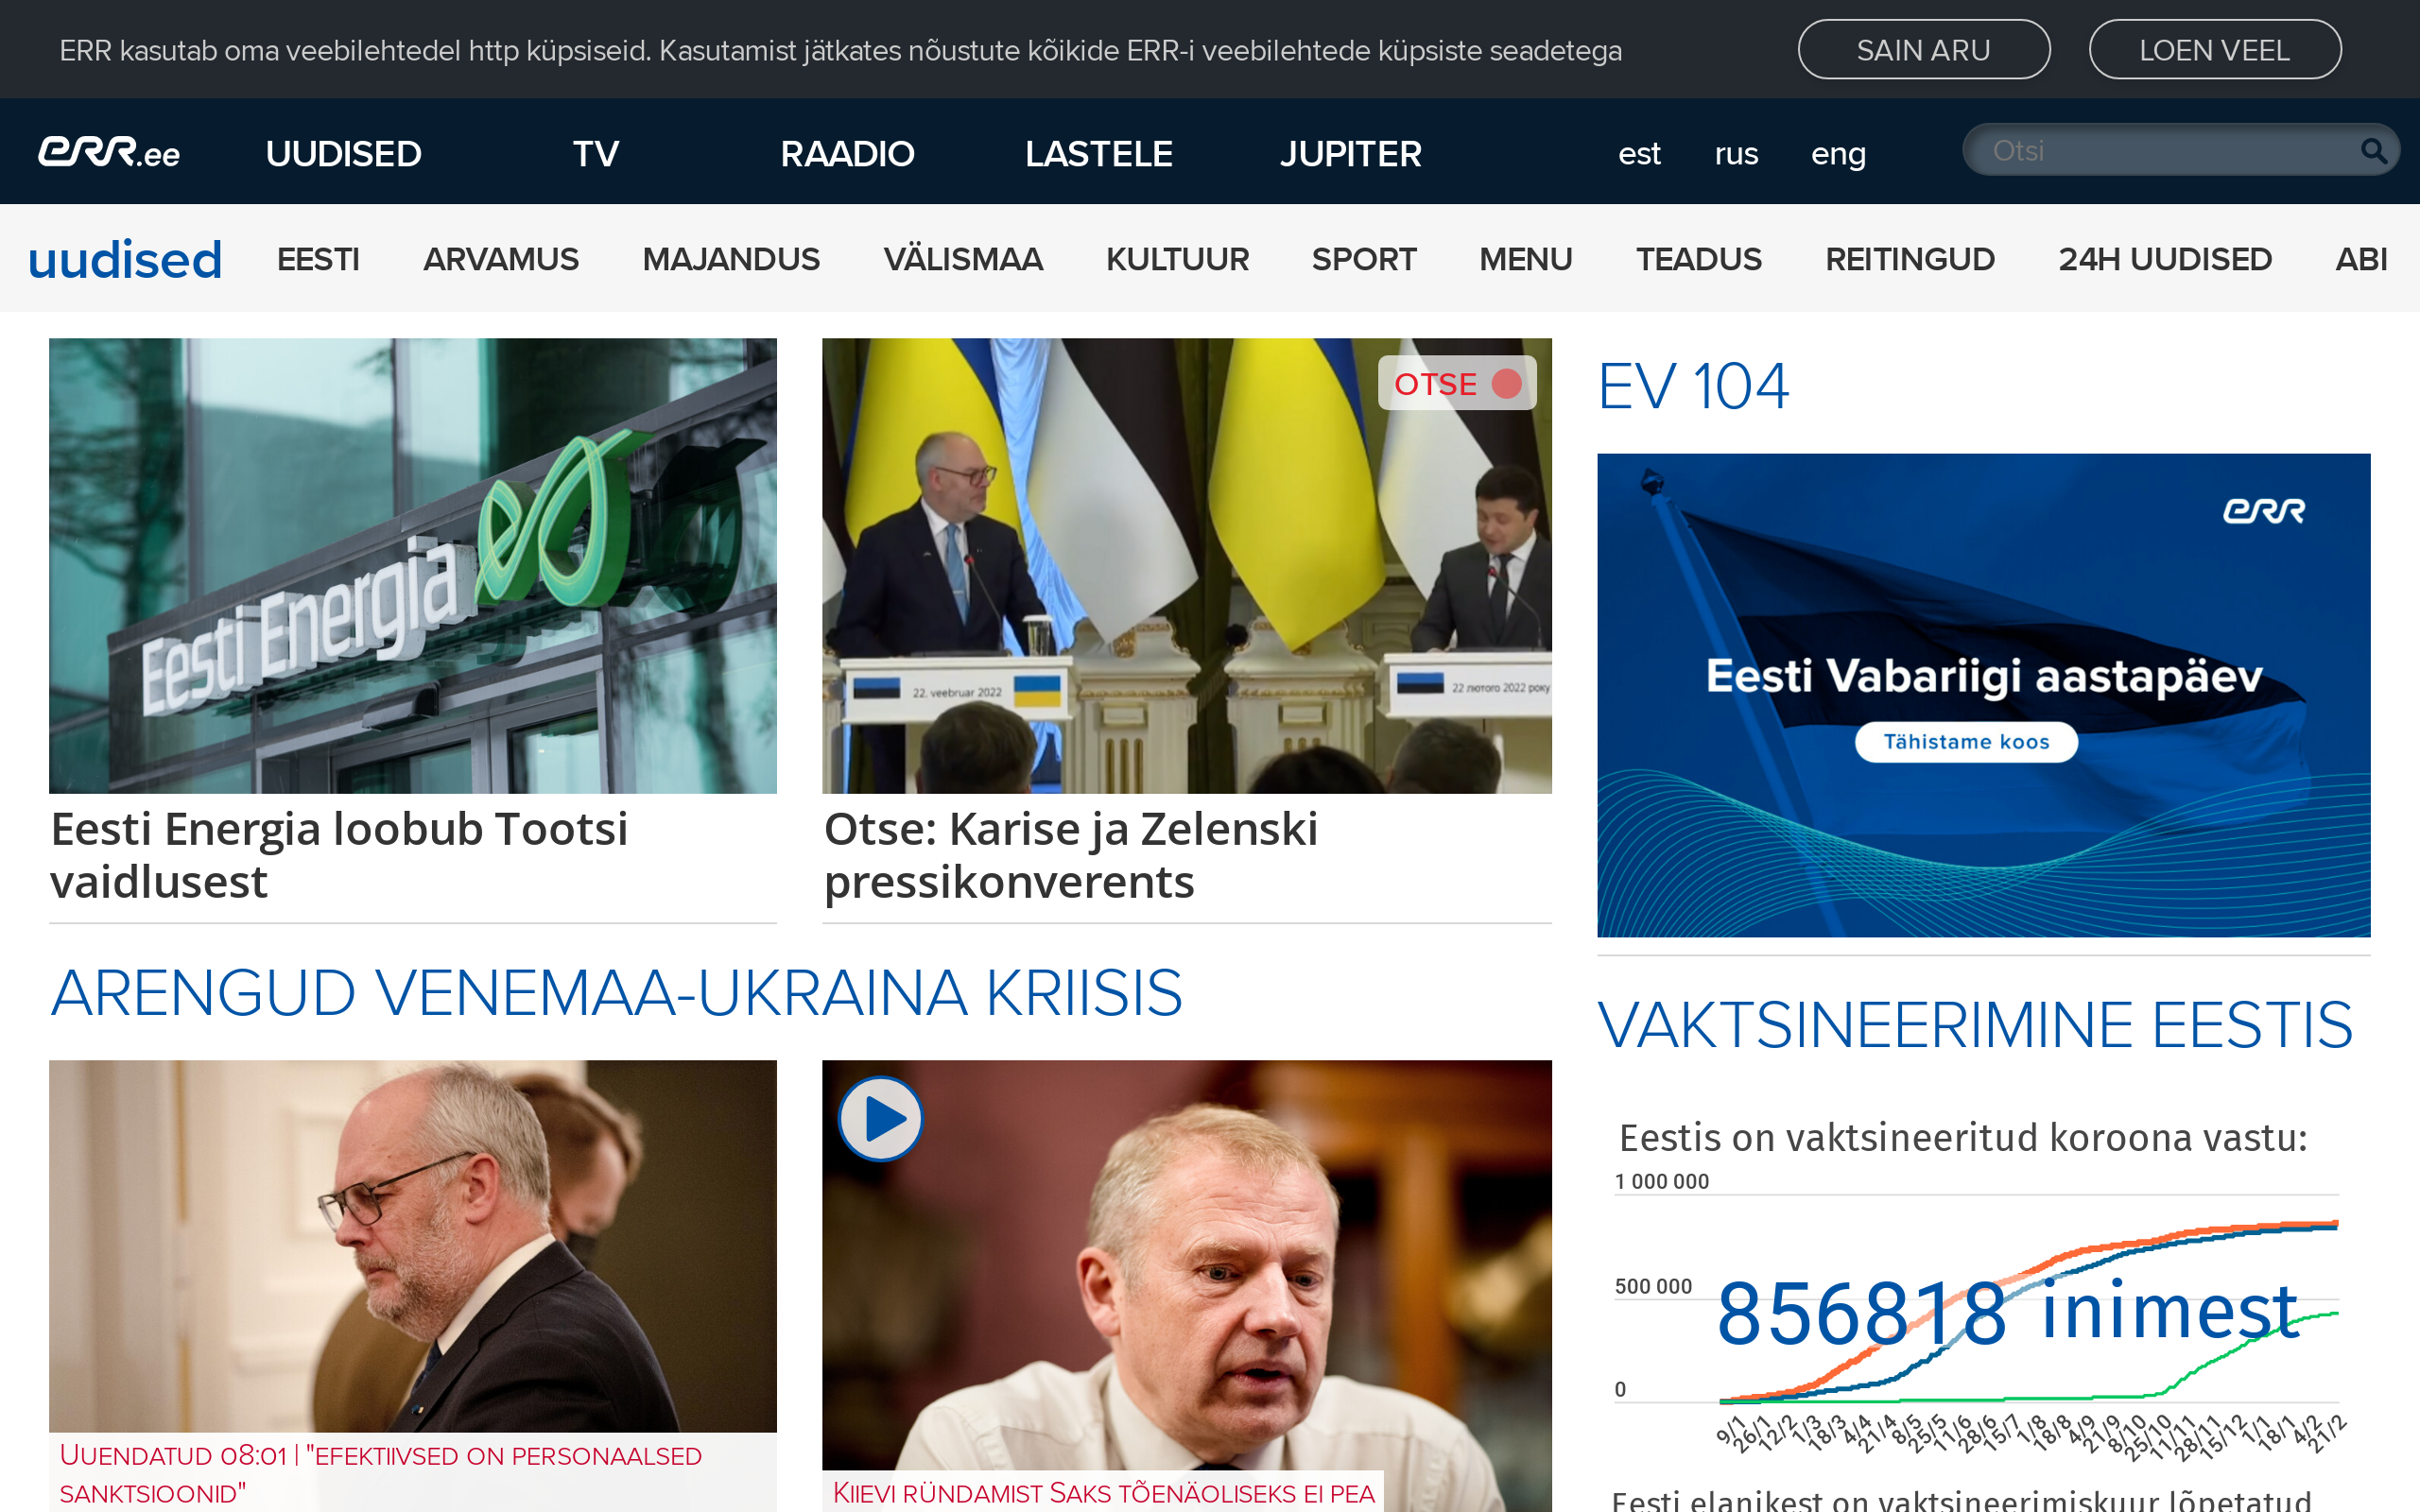 ERR kasutab oma veebilehtedel http küpsiseid. Kasutamist jätkates nõustute kõikide ERR-i veebilehtede küpsiste seadetega
SAIN ARU
LOEN VEEL
err.ee
UUDISED
TV
RAADIO
LASTELE
JUPITER
est
rus
eng
Otsi
uudised
EESTI
ARVAMUS
MAJANDUS
VÄLISMAA
KULTUUR
SPORT
MENU
TEADUS
REITINGUD
24H UUDISED
ABI
Eesti Energia
Eesti Energia loobub Tootsi
vaidlusest
OTSE
22. veebruar 2022
22 лютого 2022 року
Otse: Karise ja Zelenski
pressikonverents
EV 104
err
Eesti Vabariigi aastapäev
Tähistame koos
ARENGUD VENEMAA-UKRAINA KRIISIS
UUENDATUD 08:01 | "EFEKTIIVSED ON PERSONAALSED
SANKTSIOONID"
KIIEVI RÜNDAMIST SAKS TÕENÄOLISEKS EI PEA
VAKTSINEERIMINE EESTIS
Eestis on vaktsineeritud koroona vastu:
1 000 000
500 000
856818 inimest
0
9/1
26/1
12/2
1/3
18/3
4/4
21/4
8/5
25/5
11/6
28/6
15/7
1/8
18/8
4/9
21/9
8/10
25/10
11/11
28/11
15/12
1/1
18/1
4/2
21/2
Eesti elanikest on vaktsineerimiskuur lõpetatud